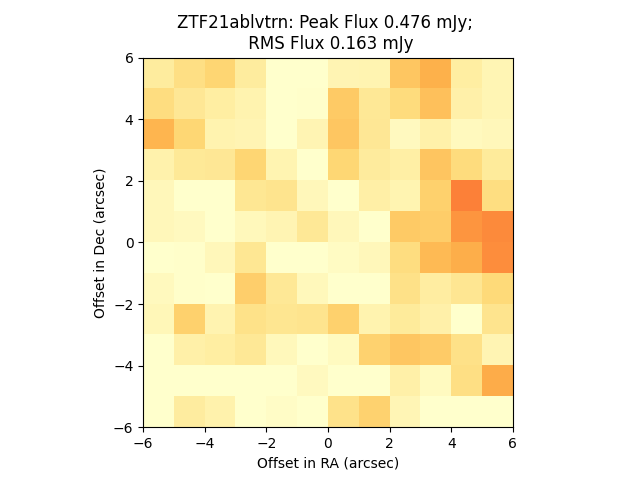 ZTF21ablvtrn: Peak Flux 0.476 mJy;
RMS Flux 0.163 mJy
6
4
2
0
−2
−4
−6
Offset in Dec (arcsec)
−6 −4 −2 0 2 4 6
Offset in RA (arcsec)